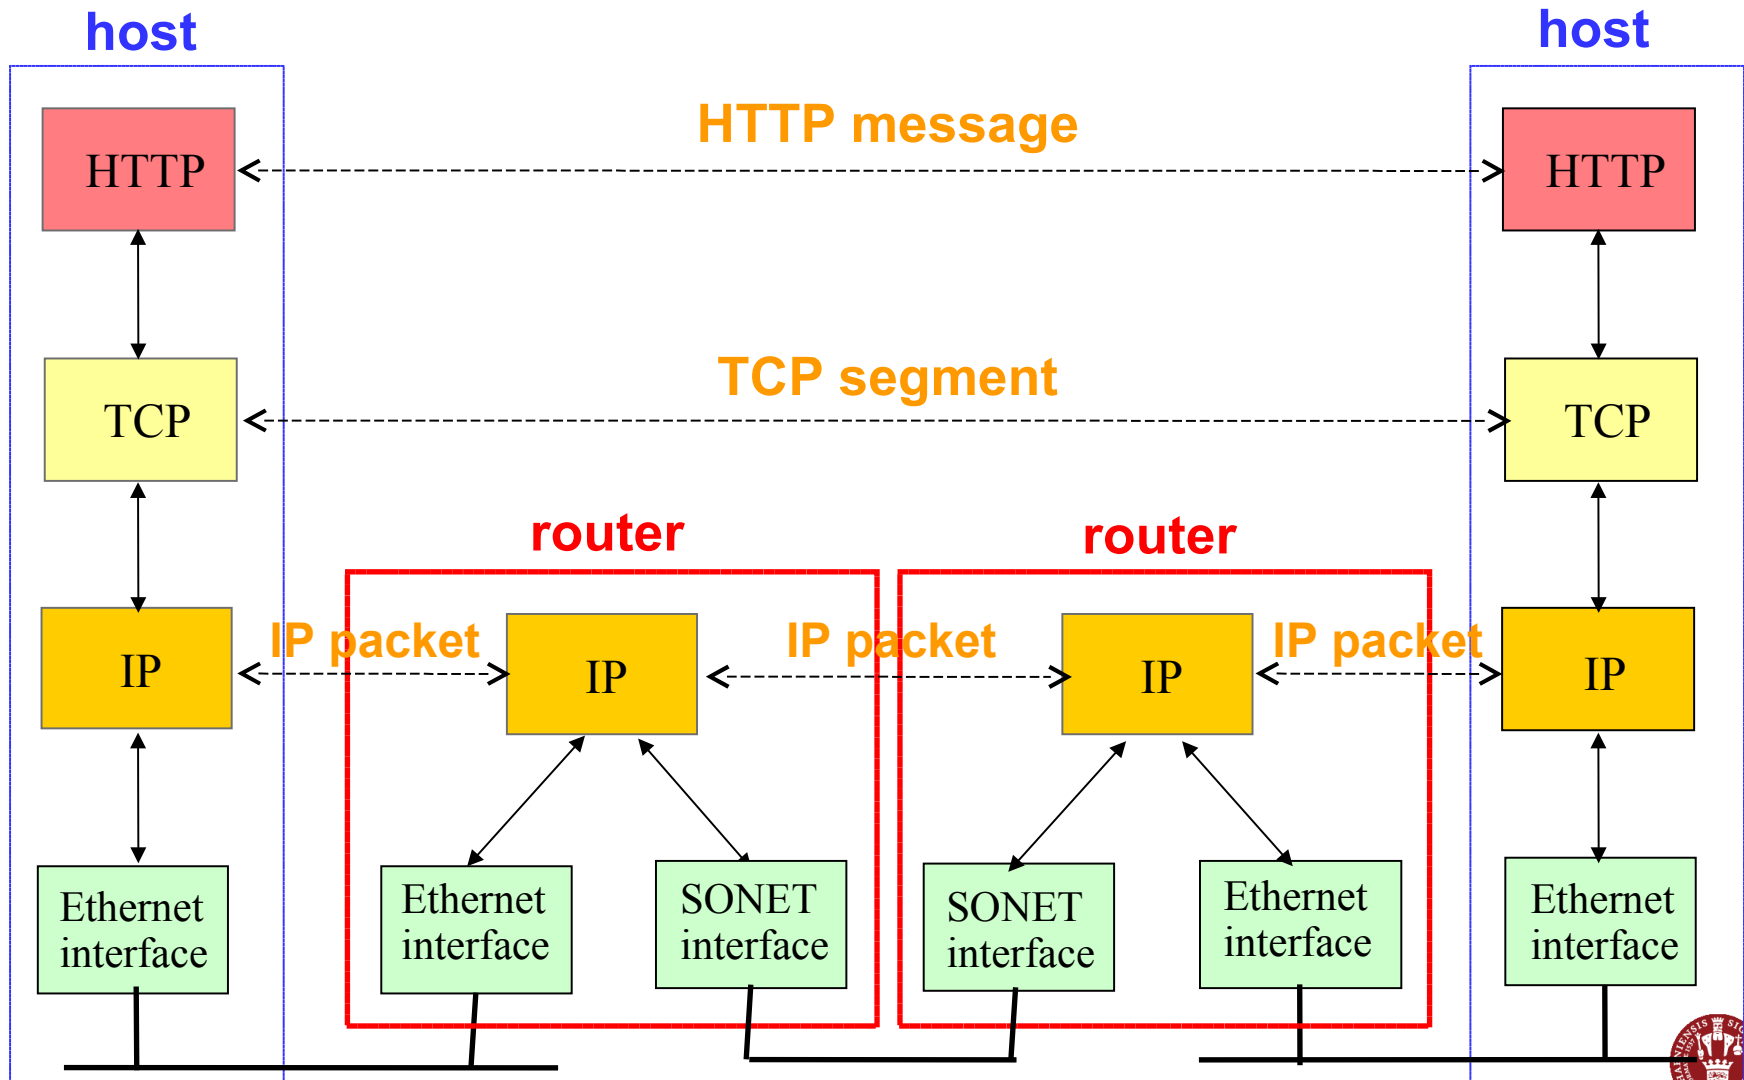 host
host
HTTP message
HTTP
HTTP
TCP segment
TCP
TCP
router
router
IP packet
IP packet
IP packet
IP
IP
IP
IP
Ethernet
interface
Ethernet
interface
SONET
interface
SONET
interface
Ethernet
interface
Ethernet
interface